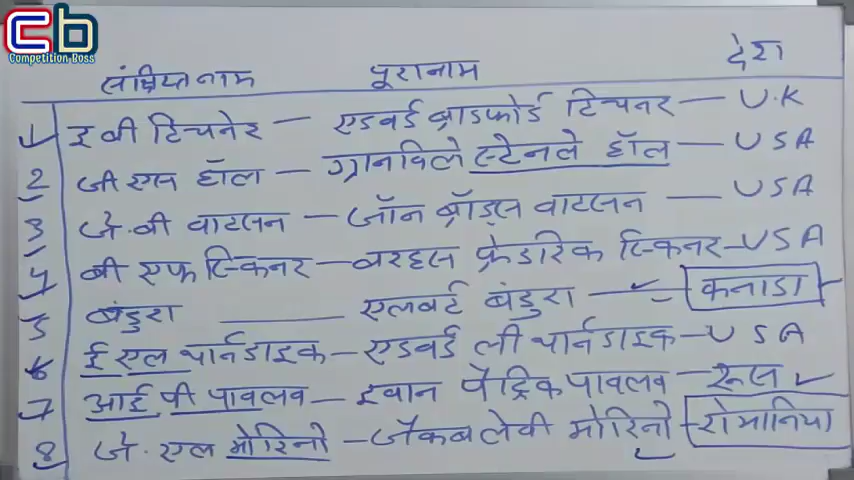 Cb
Competition Boss
संक्षिप्त नाम पूरा नाम देश
1 इ बी टिचनेर – एडवर्ड ब्राडफोर्ड टिचनर – U.K
2 जी एस हॉल – ग्रानविले स्टेनले हॉल – USA
3 जे.बी वाटसन – जॉन ब्रॉड्स वाटसन – USA
4 बी एफ स्किनर – बरहस फ्रेडरिक स्किनर – USA
5 बंडुरा – एलबर्ट बंडुरा – कनाडा
6 ई एल थार्नडाइक – एडवर्ड ली थार्नडाइक – USA
7 आई पी पावलव – इवान पैट्रिक पावलव – रूस
8 जे. एल मोरिनो – जैकब लेवी मोरिनो – रोमानिया